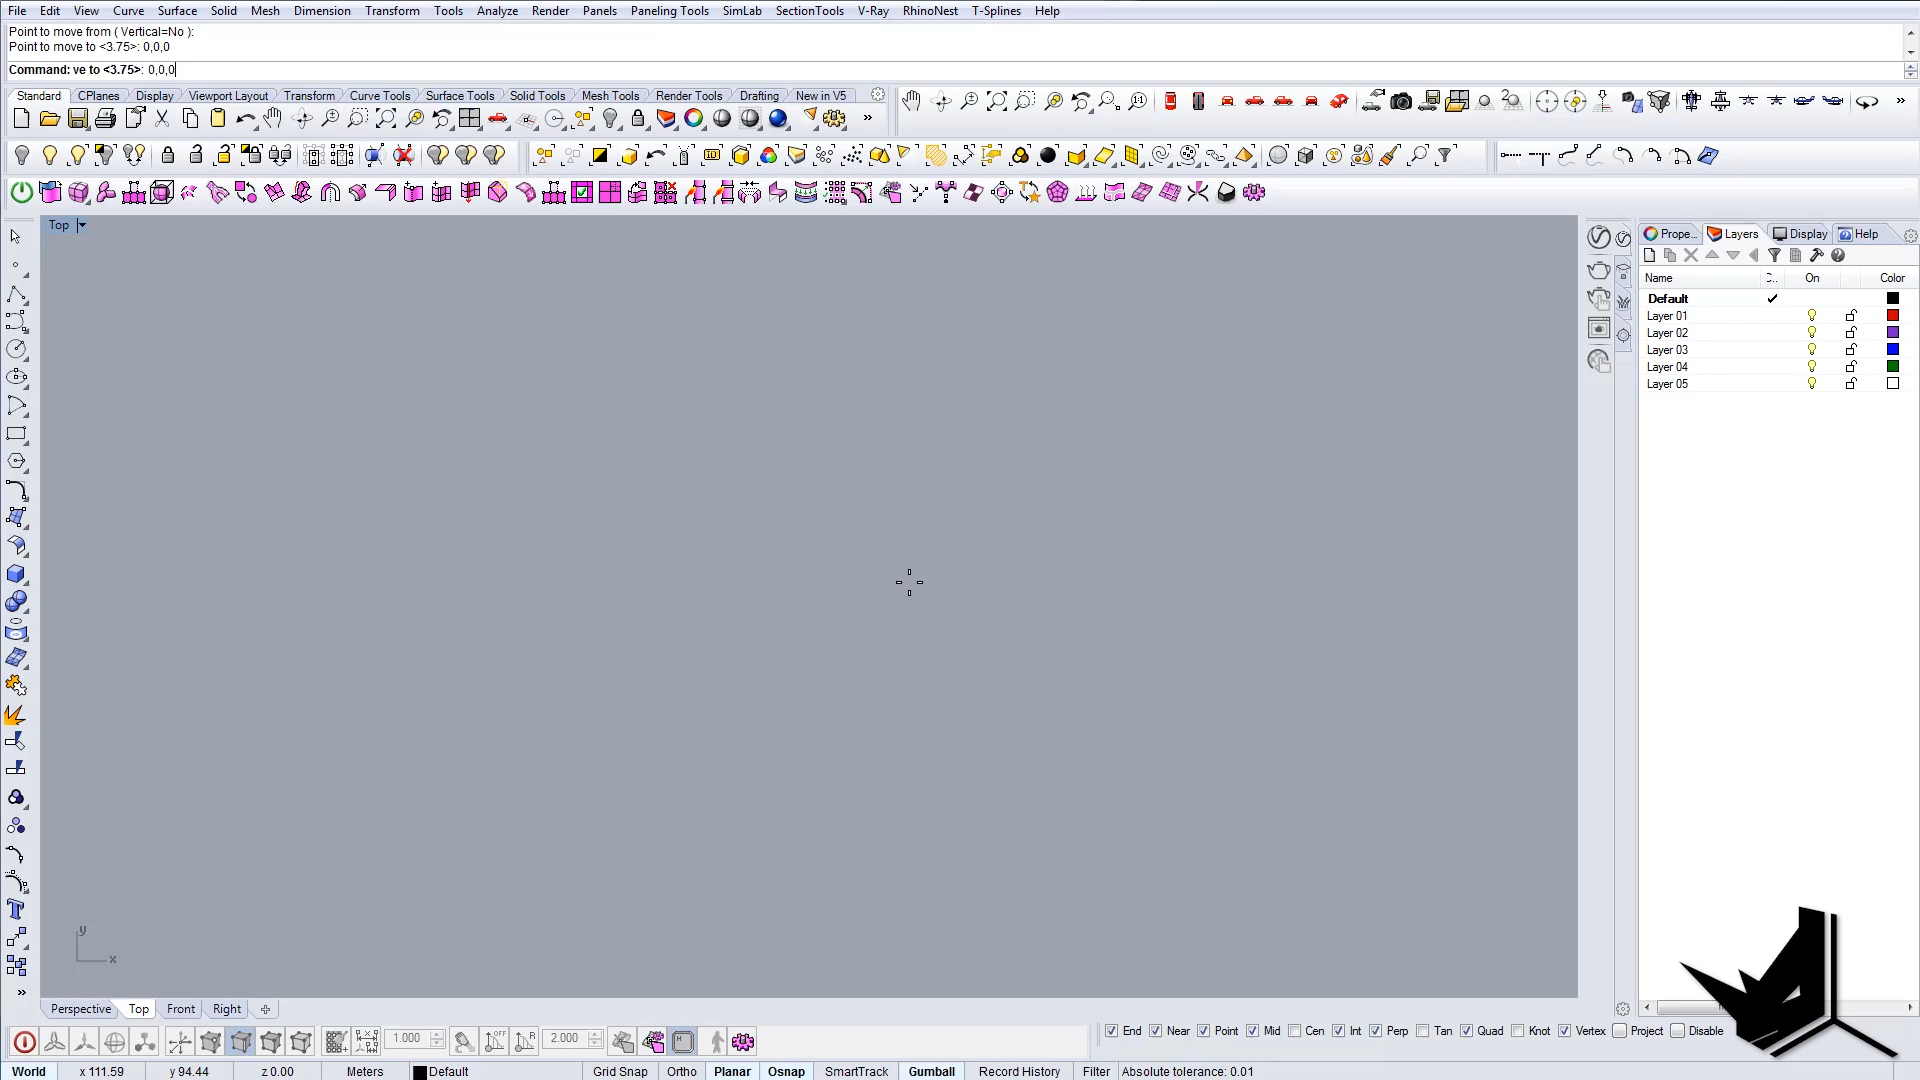 File Edit View Curve Surface Solid Mesh Dimension Transform Tools Analyze Render Panels Paneling Tools SimLab SectionTools V-Ray RhinoNest T-Splines Help
Point to move from ( Vertical=No ):
Point to move to <3.75>: 0,0,0
Command: ve to <3.75>: 0,0,0
Standard CPlanes Display Viewport Layout Transform Curve Tools Surface Tools Solid Tools Mesh Tools Render Tools Drafting New in V5
Top
Prope... Layers Display Help
Name C.. On Color
Default
Layer 01
Layer 02
Layer 03
Layer 04
Layer 05
y
x
Perspective Top Front Right
1.000 2.000
End Near Point Mid Cen Int Perp Tan Quad Knot Vertex Project Disable
World x 111.59 y 94.44 z 0.00 Meters Default Grid Snap Ortho Planar Osnap SmartTrack Gumball Record History Filter Absolute tolerance: 0.01